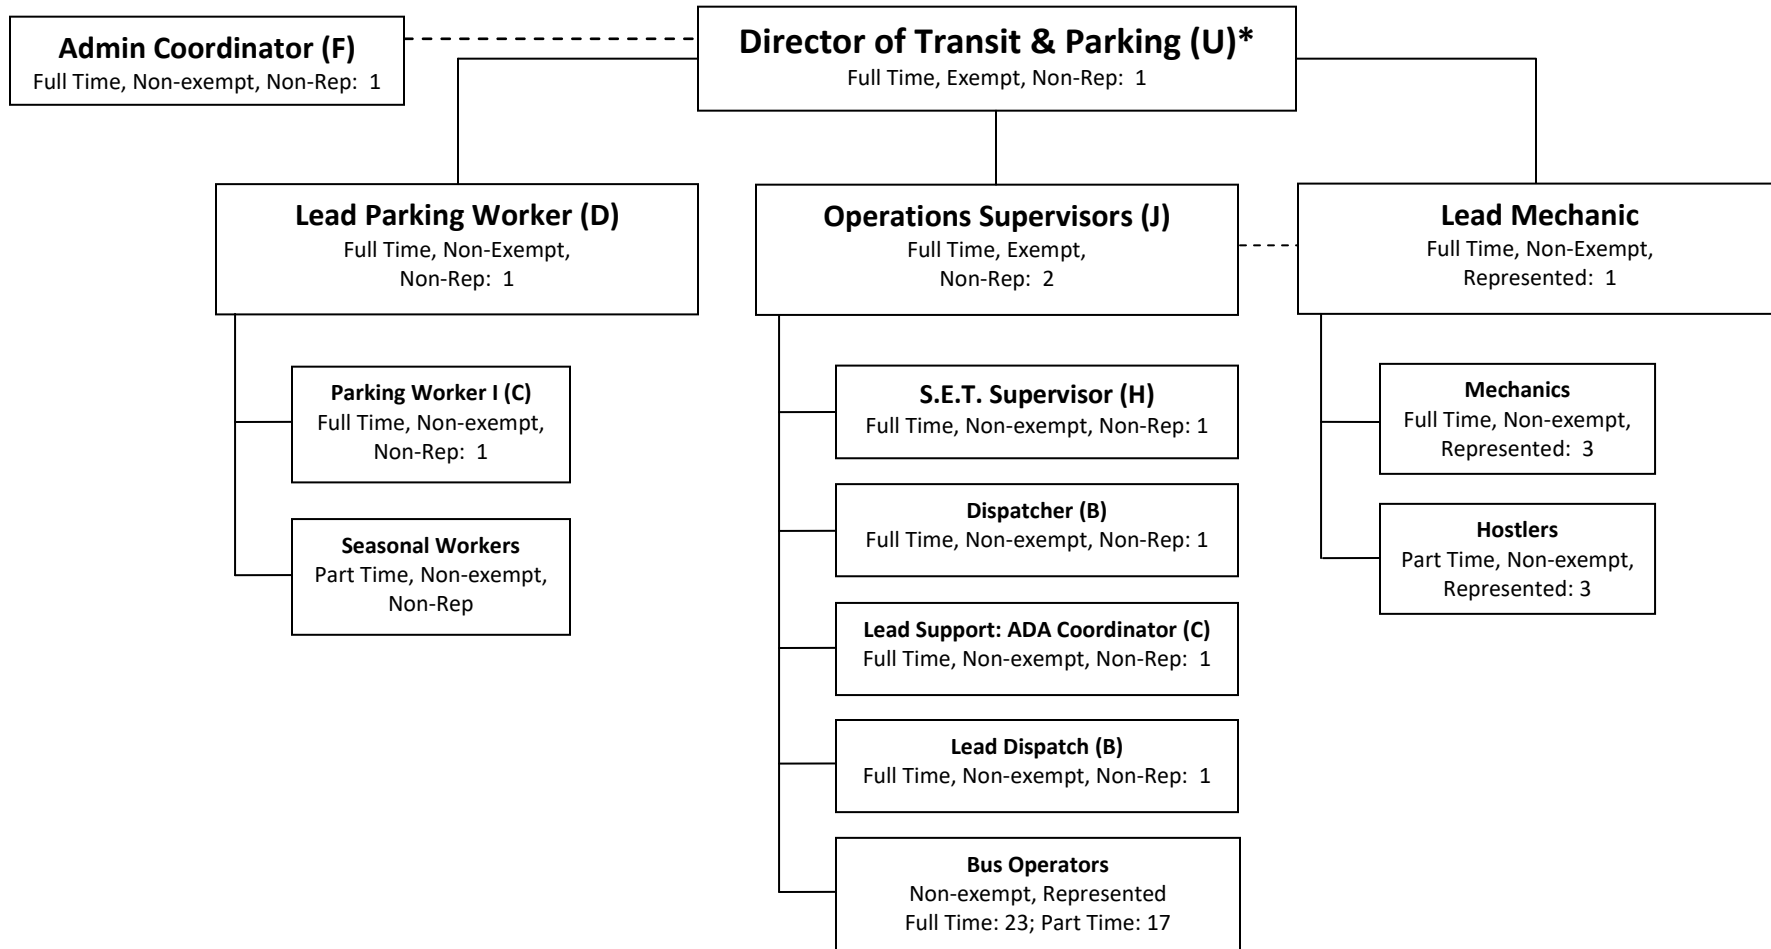 Admin Coordinator (F)
Full Time, Non-exempt, Non-Rep: 1
Director of Transit & Parking (U)*
Full Time, Exempt, Non-Rep: 1
Lead Parking Worker (D)
Full Time, Non-Exempt,
Non-Rep: 1
Parking Worker I (C)
Full Time, Non-exempt,
Non-Rep: 1
Seasonal Workers
Part Time, Non-exempt,
Non-Rep
Operations Supervisors (J)
Full Time, Exempt,
Non-Rep: 2
S.E.T. Supervisor (H)
Full Time, Non-exempt, Non-Rep: 1
Dispatcher (B)
Full Time, Non-exempt, Non-Rep: 1
Lead Support: ADA Coordinator (C)
Full Time, Non-exempt, Non-Rep: 1
Lead Dispatch (B)
Full Time, Non-exempt, Non-Rep: 1
Bus Operators
Non-exempt, Represented
Full Time: 23; Part Time: 17
Lead Mechanic
Full Time, Non-Exempt,
Represented: 1
Mechanics
Full Time, Non-exempt,
Represented: 3
Hostlers
Part Time, Non-exempt,
Represented: 3